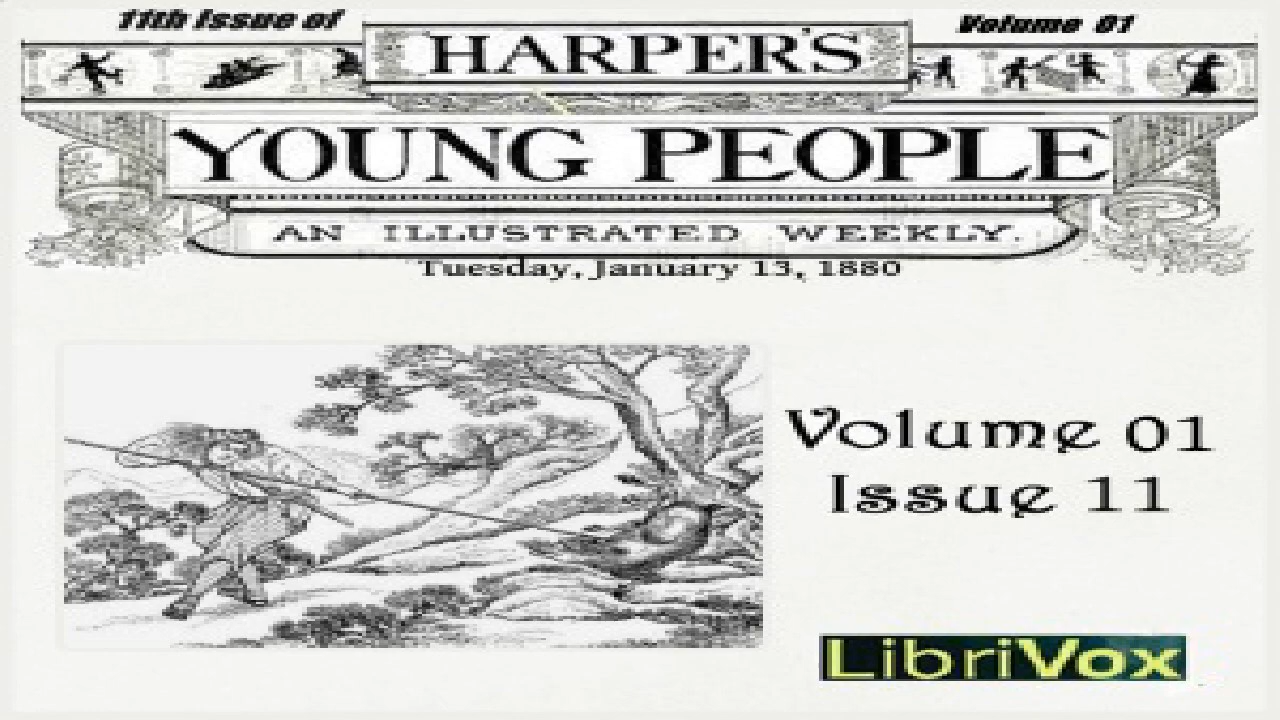 11th Issue of
Volume 01
HARPER'S
YOUNG PEOPLE
AN ILLUSTRATED WEEKLY.
Tuesday, January 13, 1880
Volume 01
Issue 11
LibriVox